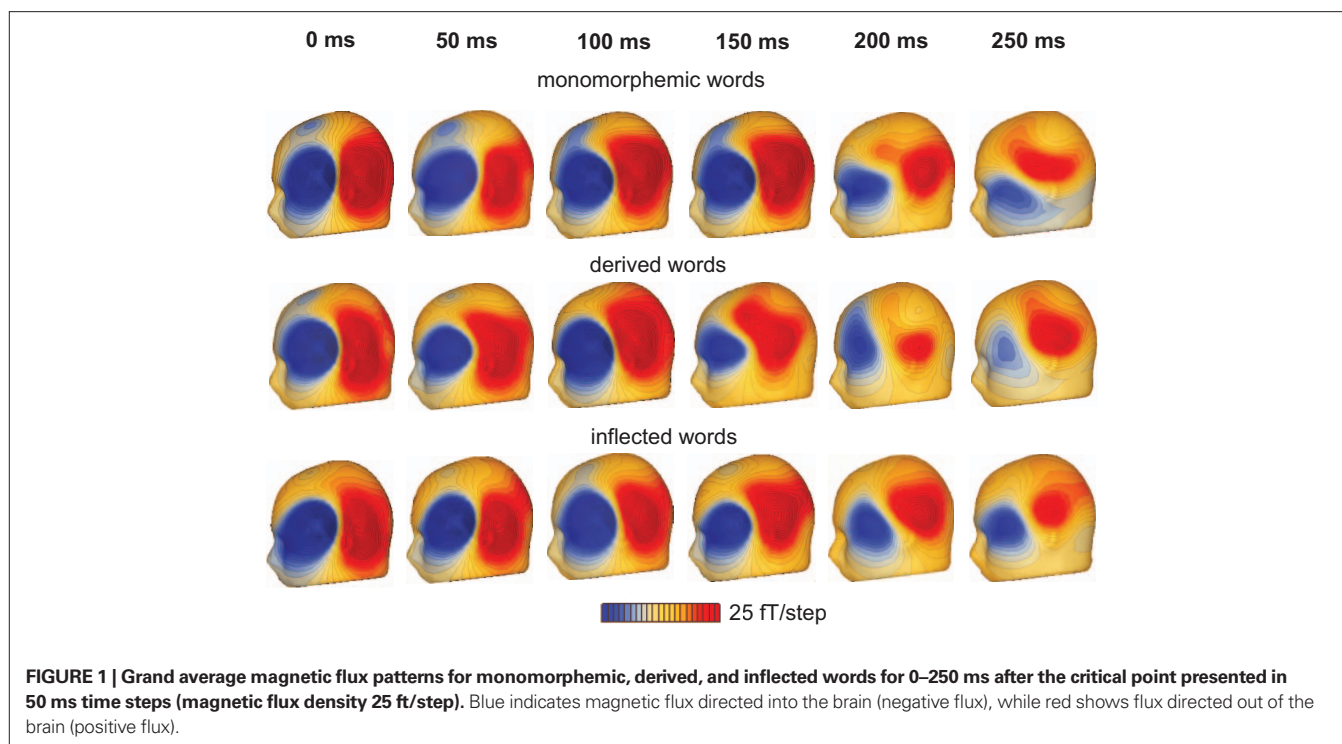 0 ms 50 ms 100 ms 150 ms 200 ms 250 ms
monomorphemic words
derived words
inflected words
25 fT/step
FIGURE 1 | Grand average magnetic flux patterns for monomorphemic, derived, and inflected words for 0–250 ms after the critical point presented in
50 ms time steps (magnetic flux density 25 ft/step). Blue indicates magnetic flux directed into the brain (negative flux), while red shows flux directed out of the
brain (positive flux).